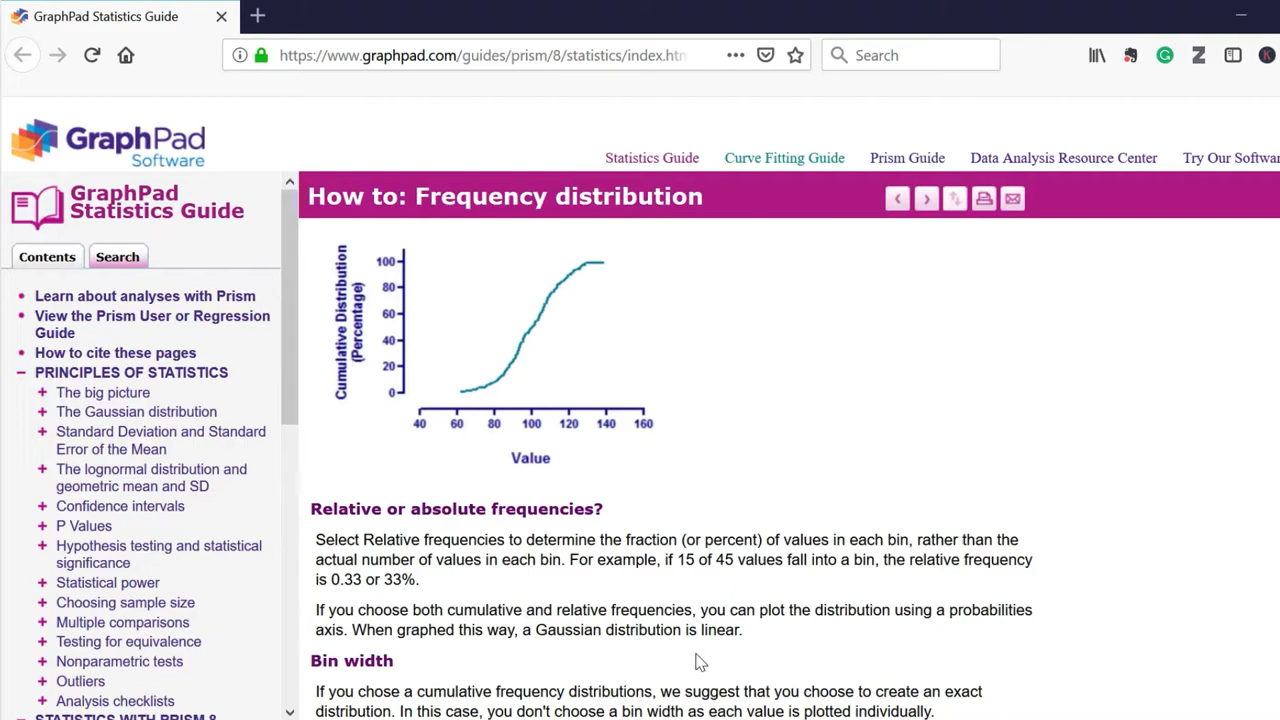 GraphPad Statistics Guide
https://www.graphpad.com/guides/prism/8/statistics/index.htn
Search
GraphPad
Software
Statistics Guide
Curve Fitting Guide
Prism Guide
Data Analysis Resource Center
Try Our Softwar
GraphPad
Statistics Guide
Contents
Search
Learn about analyses with Prism
View the Prism User or Regression
Guide
How to cite these pages
PRINCIPLES OF STATISTICS
The big picture
The Gaussian distribution
Standard Deviation and Standard
Error of the Mean
The lognormal distribution and
geometric mean and SD
Confidence intervals
P Values
Hypothesis testing and statistical
significance
Statistical power
Choosing sample size
Multiple comparisons
Testing for equivalence
Nonparametric tests
Outliers
Analysis checklists
STATISTICS WITH PRISM 8
How to: Frequency distribution
Cumulative Distribution
(Percentage)
100
80
60
40
20
0
40 60 80 100 120 140 160
Value
Relative or absolute frequencies?
Select Relative frequencies to determine the fraction (or percent) of values in each bin, rather than the
actual number of values in each bin. For example, if 15 of 45 values fall into a bin, the relative frequency
is 0.33 or 33%.
If you choose both cumulative and relative frequencies, you can plot the distribution using a probabilities
axis. When graphed this way, a Gaussian distribution is linear.
Bin width
If you chose a cumulative frequency distributions, we suggest that you choose to create an exact
distribution. In this case, you don't choose a bin width as each value is plotted individually.